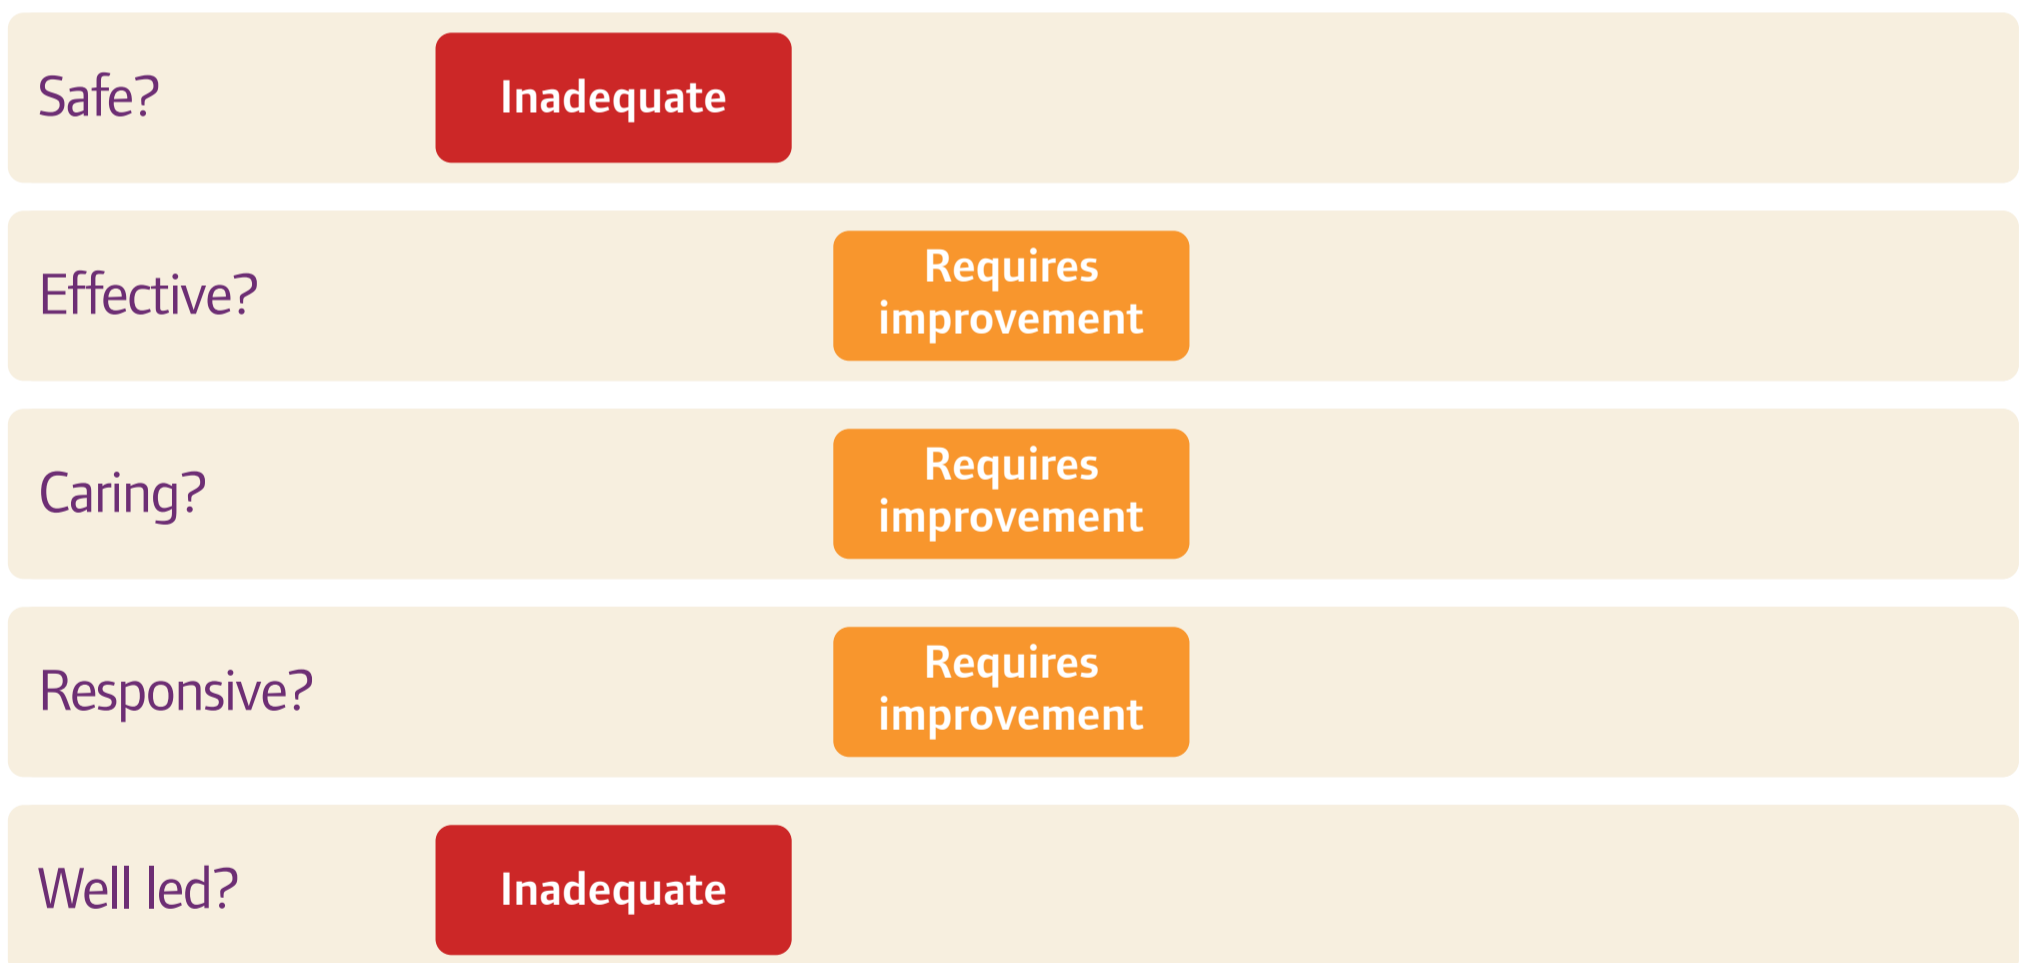 Safe?
Inadequate
Effective?
Requires
improvement
Caring?
Requires
improvement
Responsive?
Requires
improvement
Well led?
Inadequate